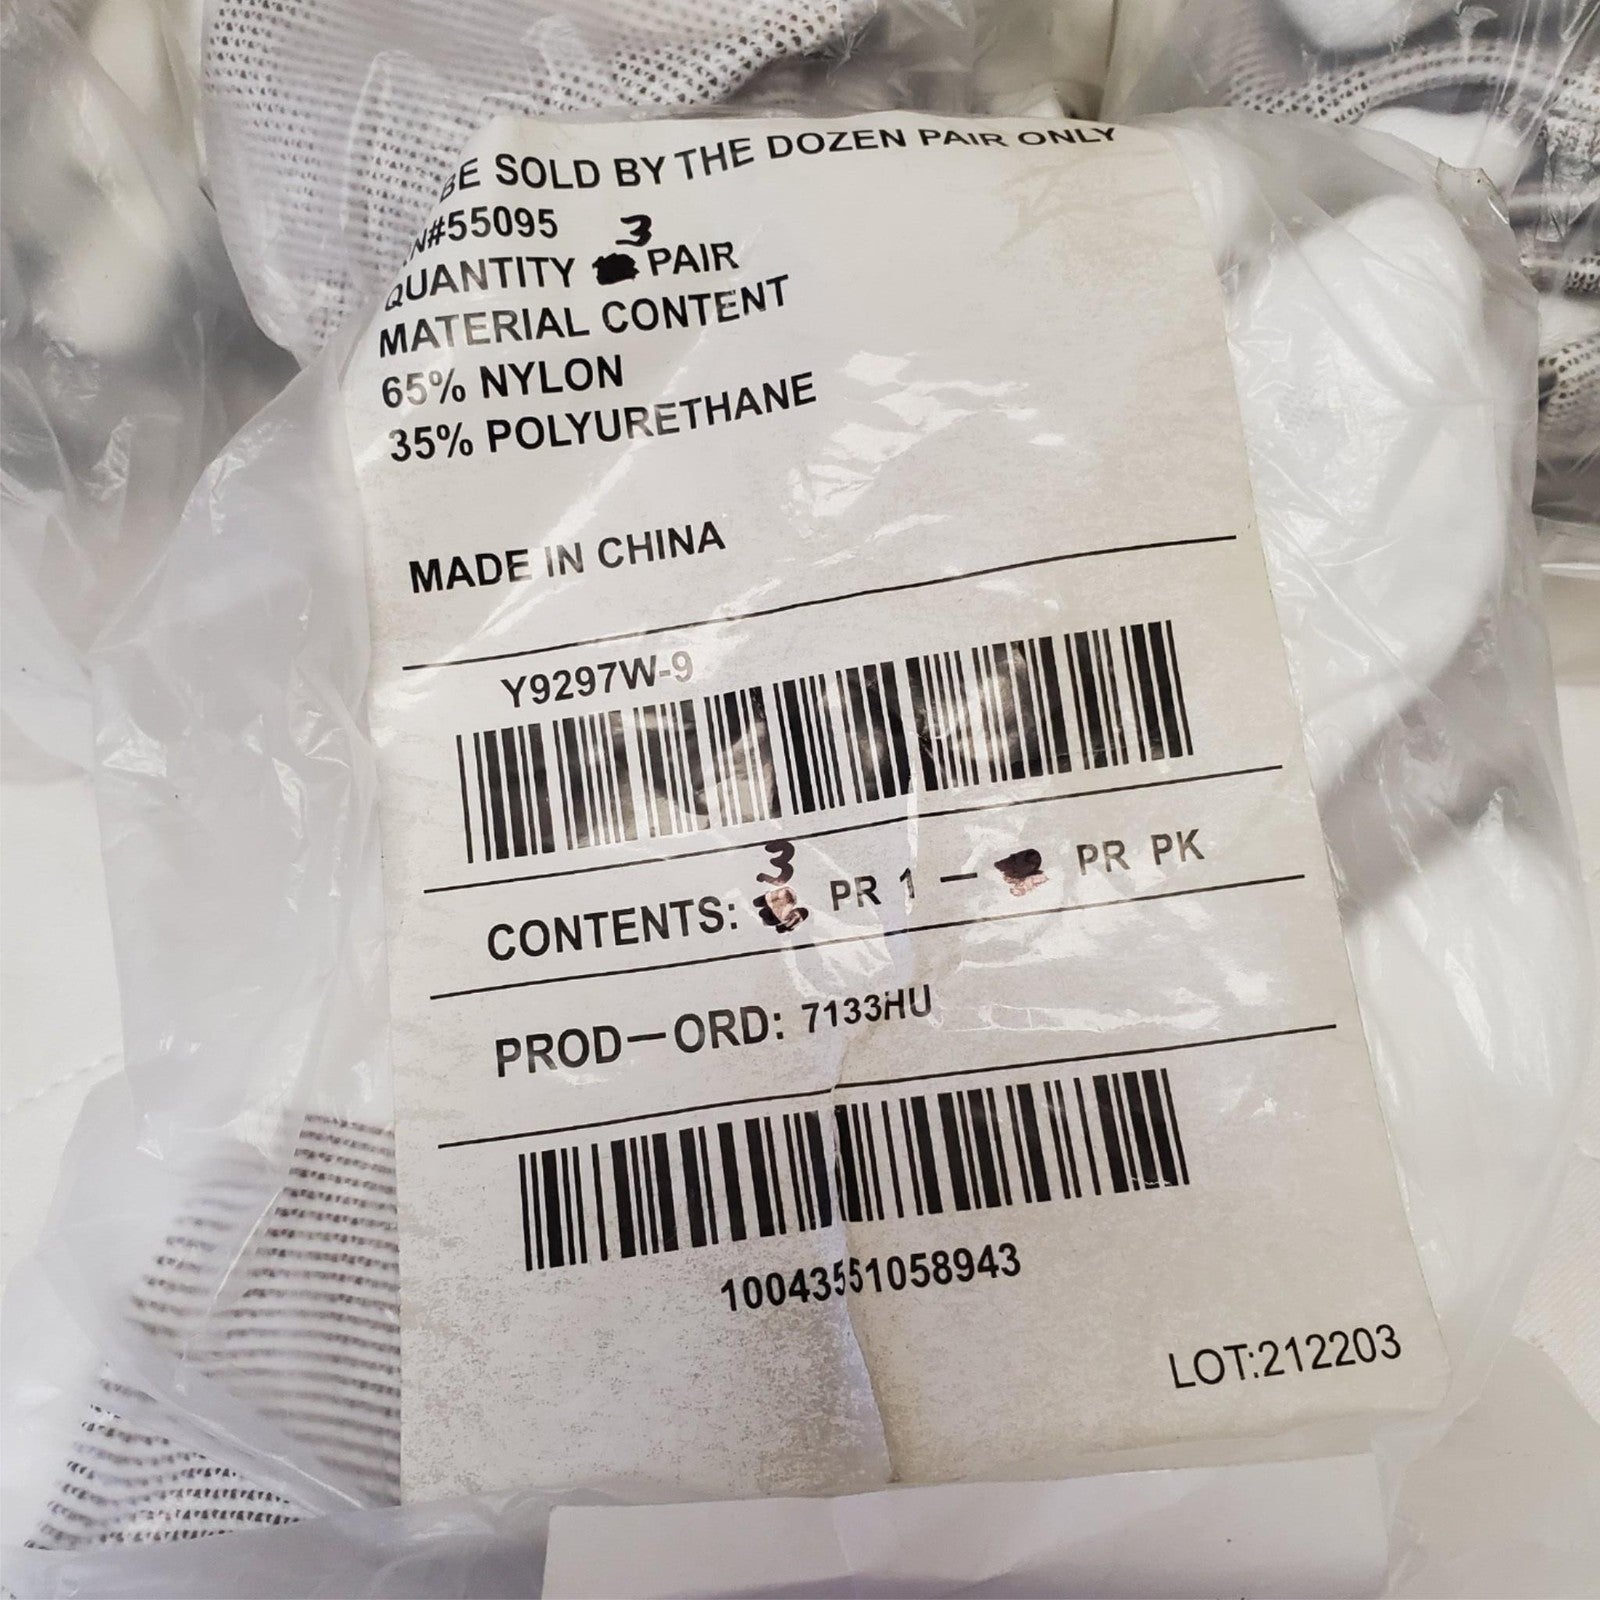 BE SOLD BY THE DOZEN PAIR ONLY
N#55095
QUANTITY 3 PAIR
MATERIAL CONTENT
65% NYLON
35% POLYURETHANE
MADE IN CHINA
Y9297W-9
CONTENTS: 3 PR 1 — PR PK
PROD—ORD: 7133HU
10043551058943
LOT:212203